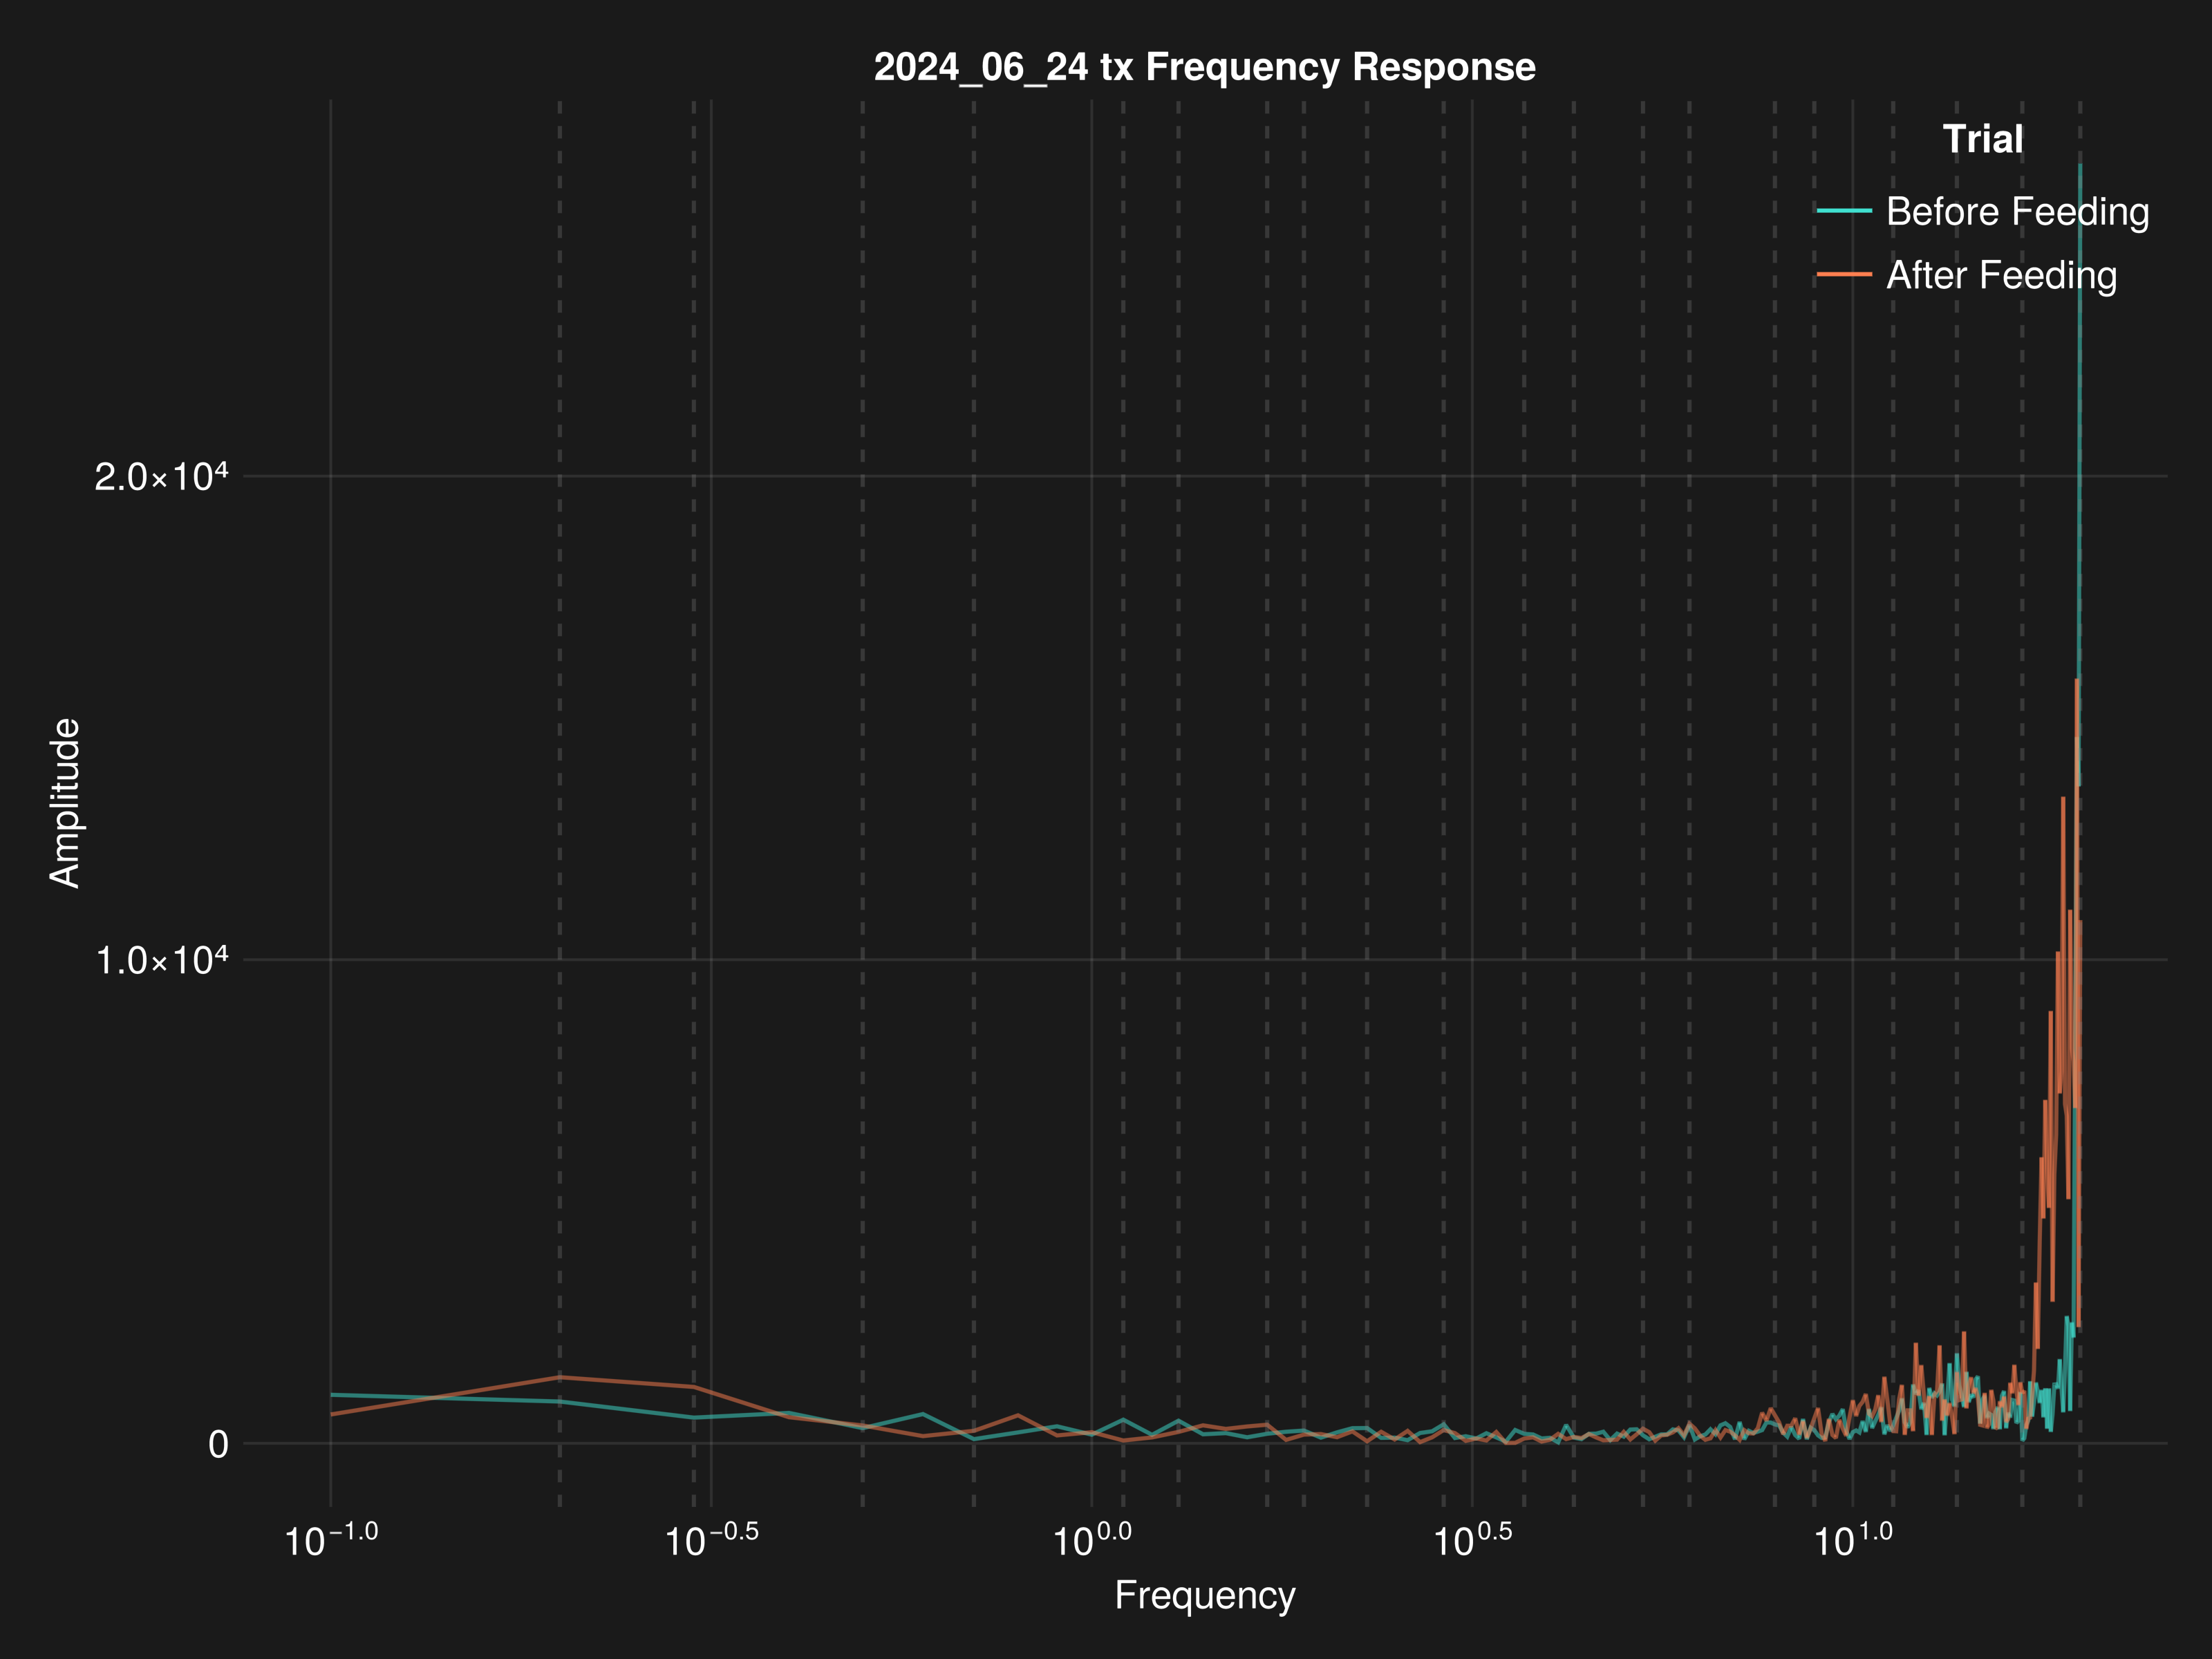 2024_06_24 tx Frequency Response
Trial
Before Feeding
After Feeding
Amplitude
2.0×10⁴
1.0×10⁴
0
10⁻¹·⁰
10⁻⁰·⁵
10⁰·⁰
10⁰·⁵
10¹·⁰
Frequency